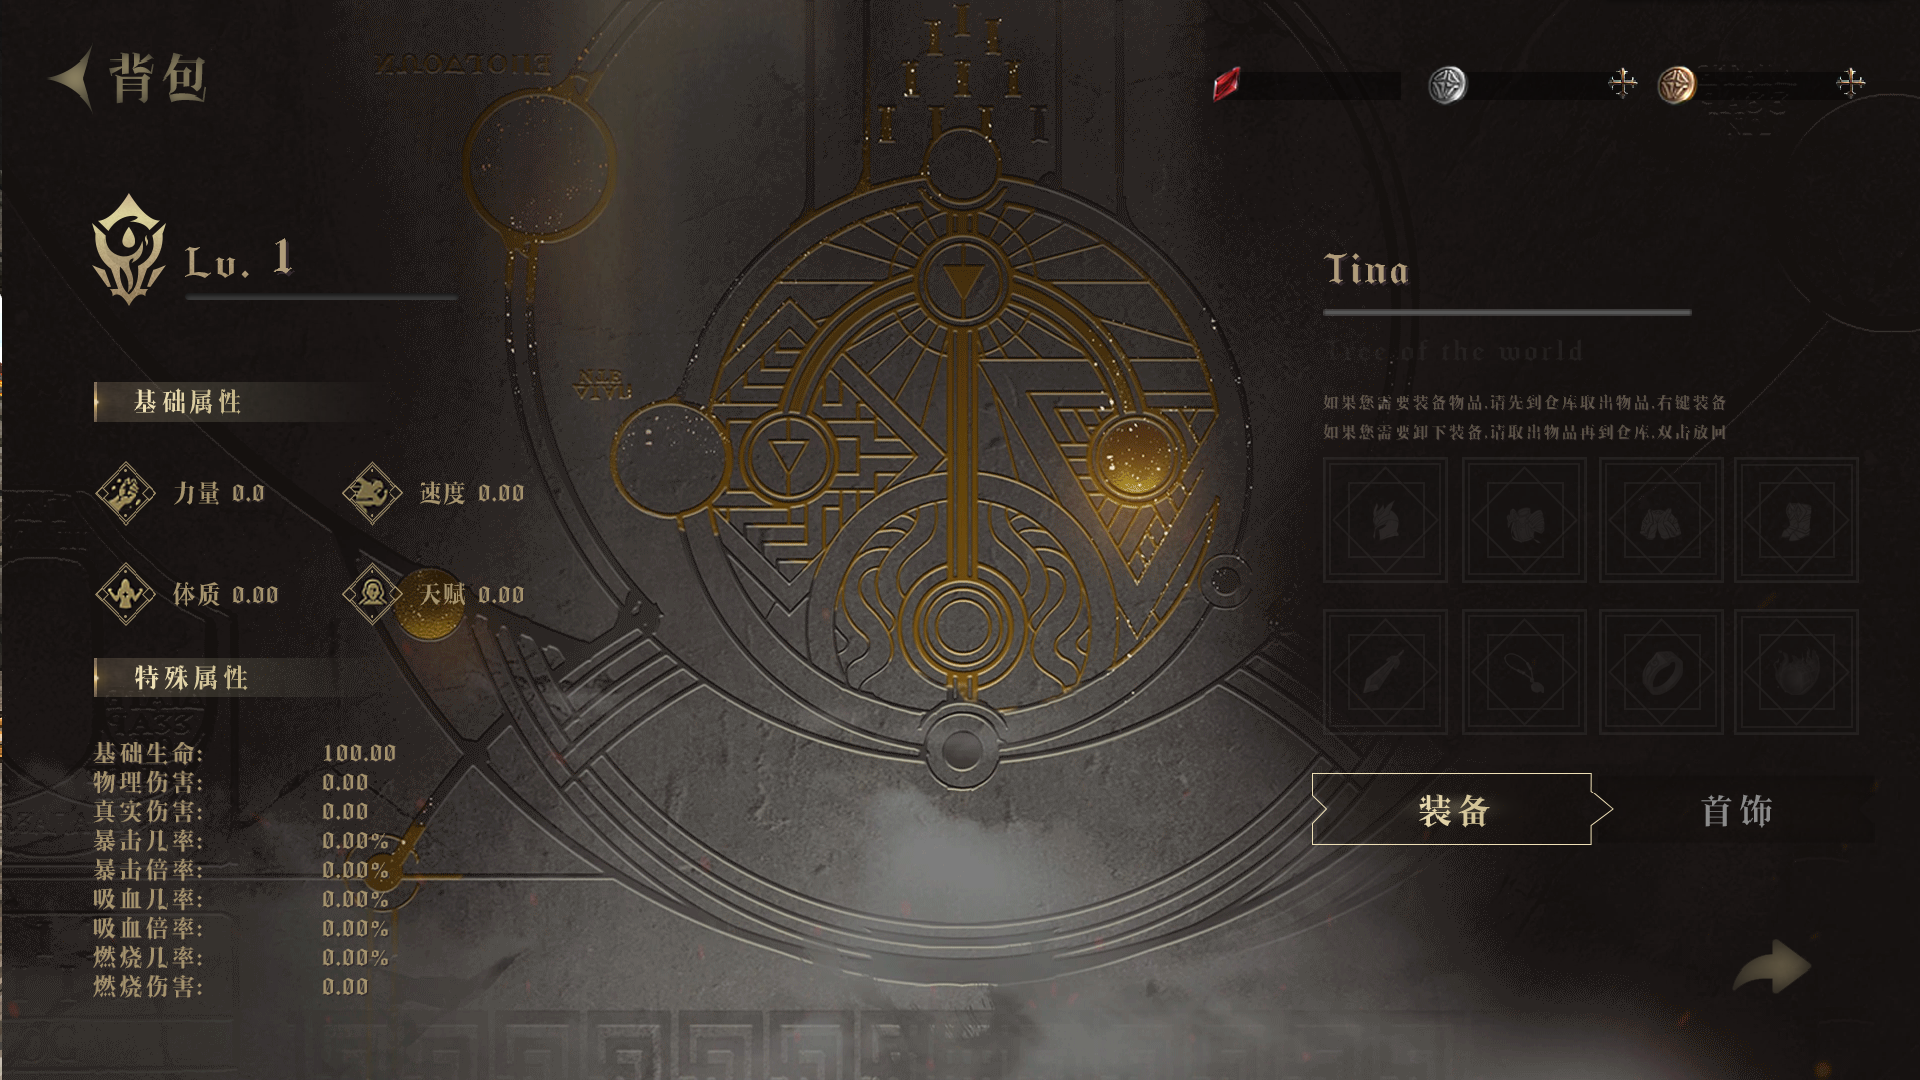 背包
Lv. 1
基础属性
力量 0.0
速度 0.00
体质 0.00
天赋 0.00
特殊属性
基础生命: 100.00
物理伤害: 0.00
真实伤害: 0.00
暴击几率: 0.00%
暴击倍率: 0.00%
吸血几率: 0.00%
吸血倍率: 0.00%
燃烧几率: 0.00%
燃烧伤害: 0.00
Tina
Tree of the world
如果您需要装备物品,请先到仓库取出物品,右键装备
如果您需要卸下装备,请取出物品再到仓库,双击放回
装备
首饰